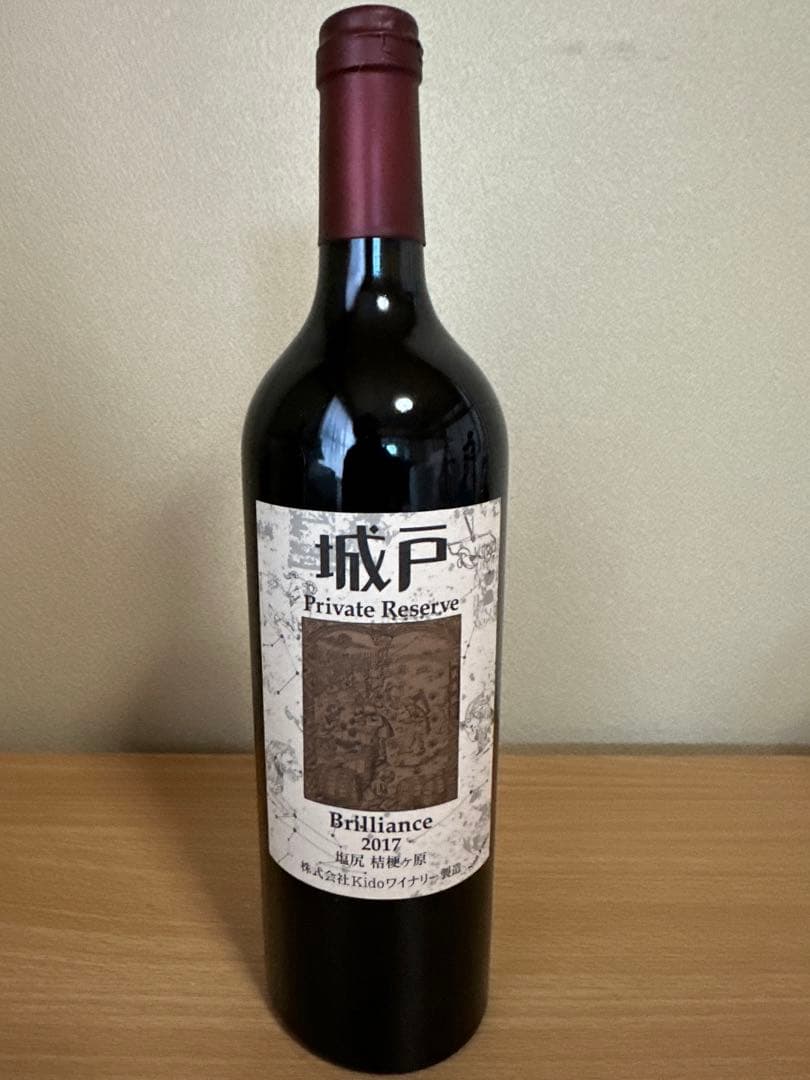 城戸
Private Reserve
Brilliance
2017
塩尻 桔梗ヶ原
株式会社Kidoワイナリー製造